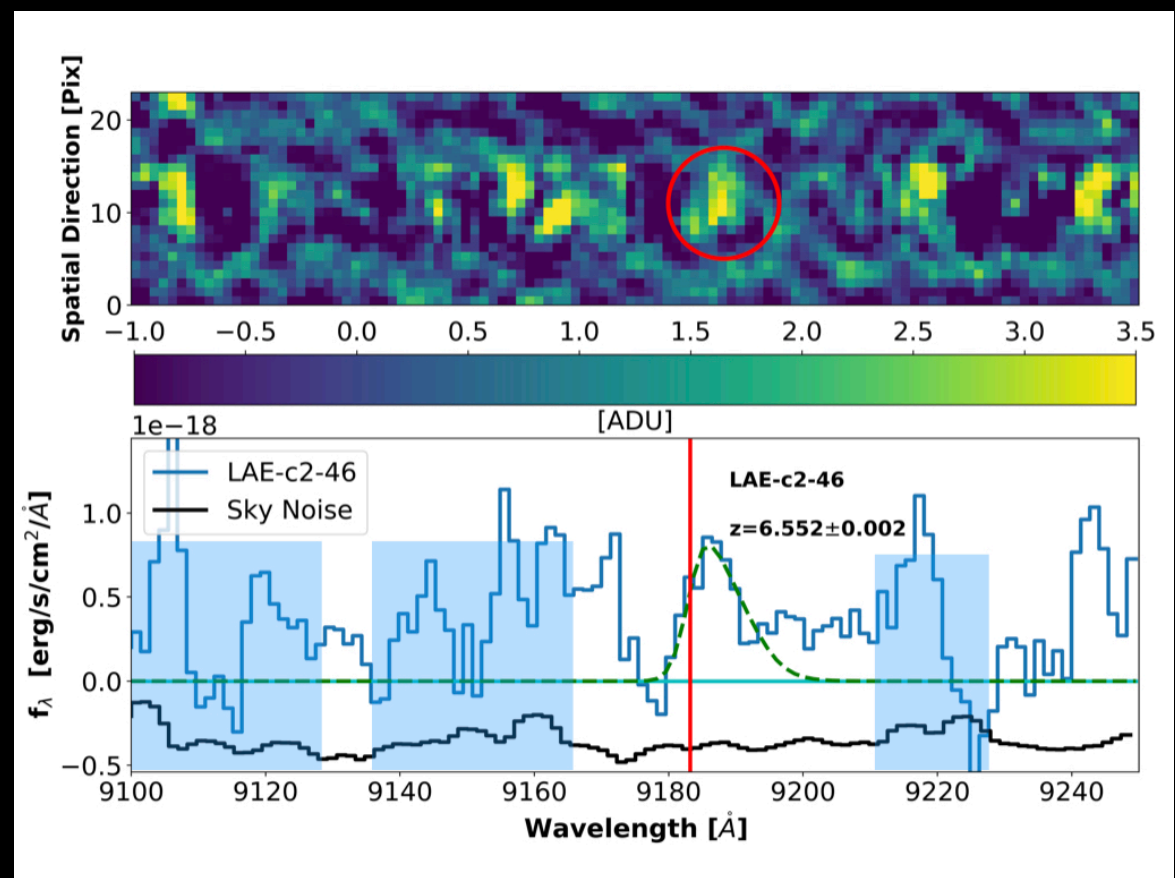 Spatial Direction [Pix]
20
10
0
−1.0 −0.5 0.0 0.5 1.0 1.5 2.0 2.5 3.0 3.5
[ADU]
1e−18
LAE-c2-46
Sky Noise
LAE-c2-46
z=6.552±0.002
fλ [erg/s/cm²/Å]
1.0
0.5
0.0
−0.5
9100 9120 9140 9160 9180 9200 9220 9240
Wavelength [Å]